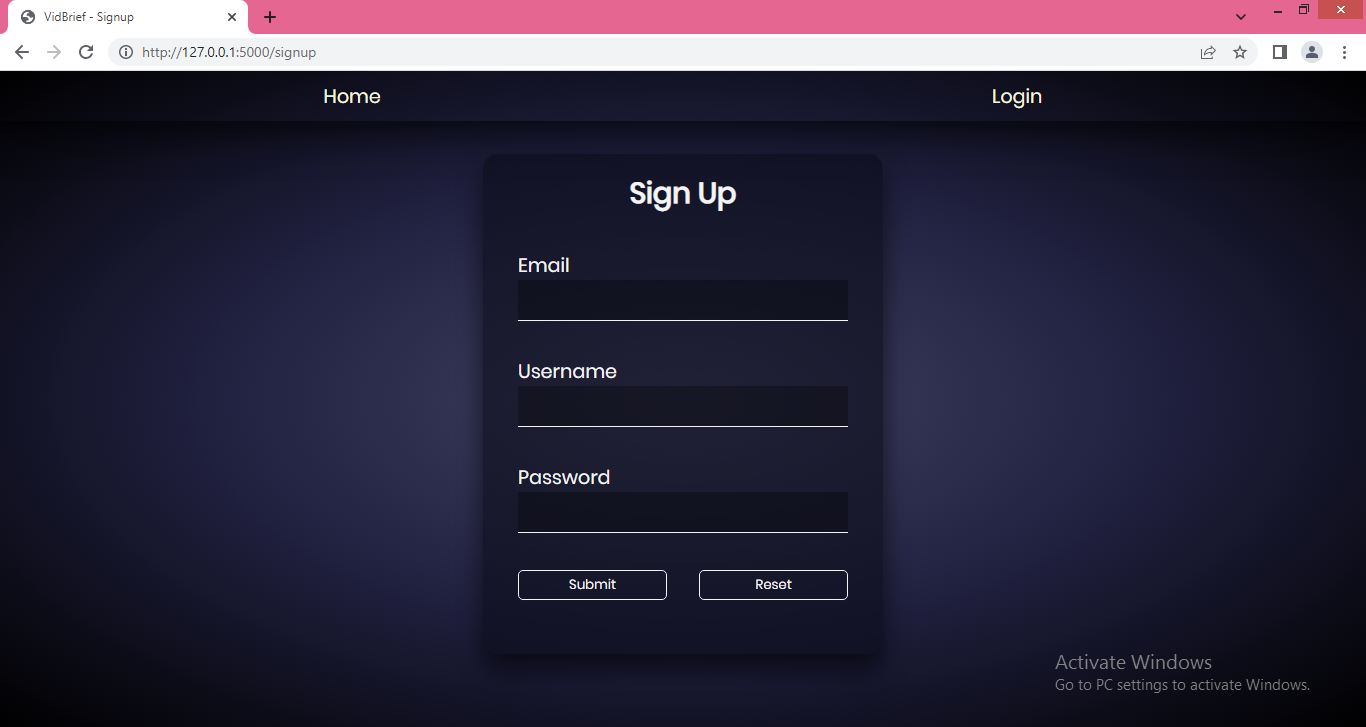 VidBrief - Signup
http://127.0.0.1:5000/signup
Home Login
Sign Up
Email
Username
Password
Submit Reset
Activate Windows
Go to PC settings to activate Windows.